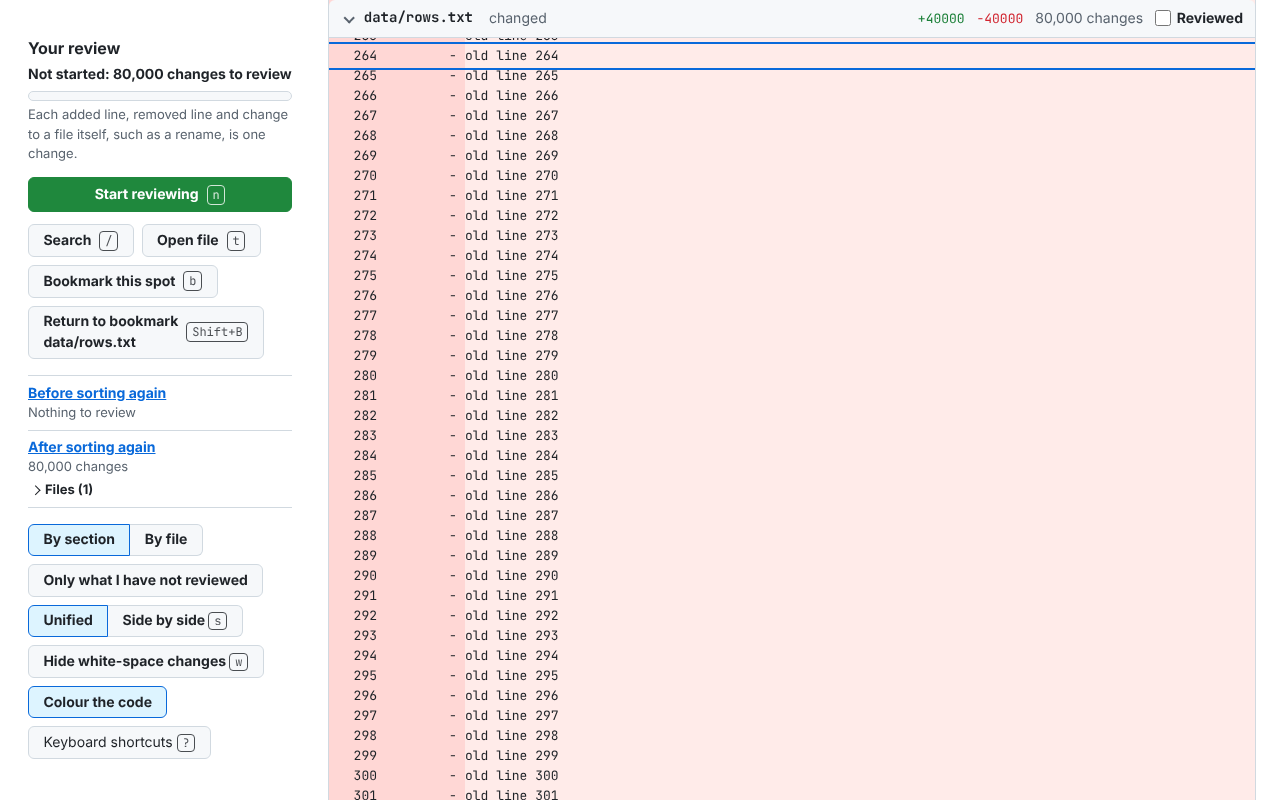 data/rows.txt changed +40000 -40000 80,000 changes Reviewed
Your review
Not started: 80,000 changes to review
Each added line, removed line and change
to a file itself, such as a rename, is one
change.
Start reviewing n
Search / Open file t
Bookmark this spot b
Return to bookmark
data/rows.txt Shift+B
Before sorting again
Nothing to review
After sorting again
80,000 changes
Files (1)
By section By file
Only what I have not reviewed
Unified Side by side s
Hide white-space changes w
Colour the code
Keyboard shortcuts ?
264 - old line 264
265 - old line 265
266 - old line 266
267 - old line 267
268 - old line 268
269 - old line 269
270 - old line 270
271 - old line 271
272 - old line 272
273 - old line 273
274 - old line 274
275 - old line 275
276 - old line 276
277 - old line 277
278 - old line 278
279 - old line 279
280 - old line 280
281 - old line 281
282 - old line 282
283 - old line 283
284 - old line 284
285 - old line 285
286 - old line 286
287 - old line 287
288 - old line 288
289 - old line 289
290 - old line 290
291 - old line 291
292 - old line 292
293 - old line 293
294 - old line 294
295 - old line 295
296 - old line 296
297 - old line 297
298 - old line 298
299 - old line 299
300 - old line 300
301 - old line 301